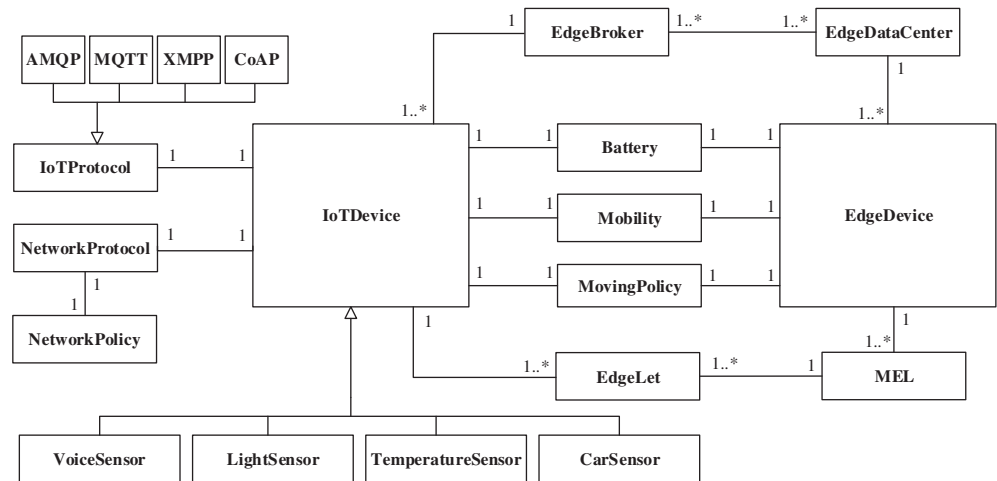 1
EdgeBroker
1..*
1..*
EdgeDataCenter
AMQP
MQTT
XMPP
CoAP
1
1..*
1..*
IoTProtocol
1
1
IoTDevice
1
1
Battery
1
1
EdgeDevice
1
1
Mobility
1
1
NetworkProtocol
1
1
1
1
MovingPolicy
1
1
1
1
NetworkPolicy
1
1
1..*
EdgeLet
1..*
1
1..*
MEL
VoiceSensor
LightSensor
TemperatureSensor
CarSensor